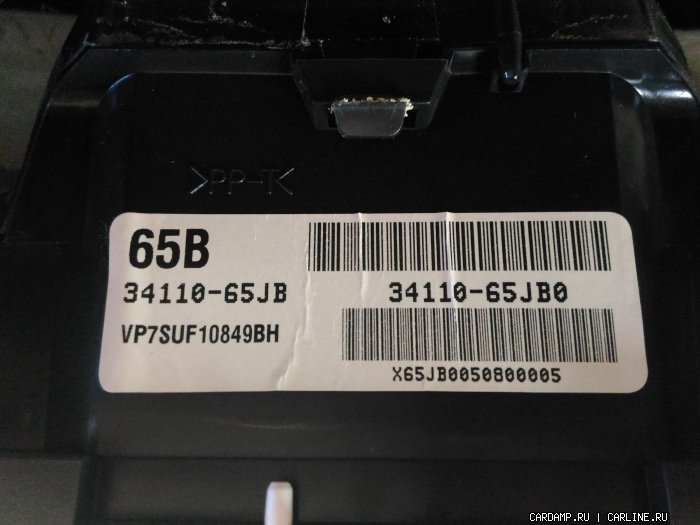 >PP-T<
65B
34110-65JB
34110-65JB0
VP7SUF10849BH
X65JB0050800005
CARDAMP.RU | CARLINE.RU